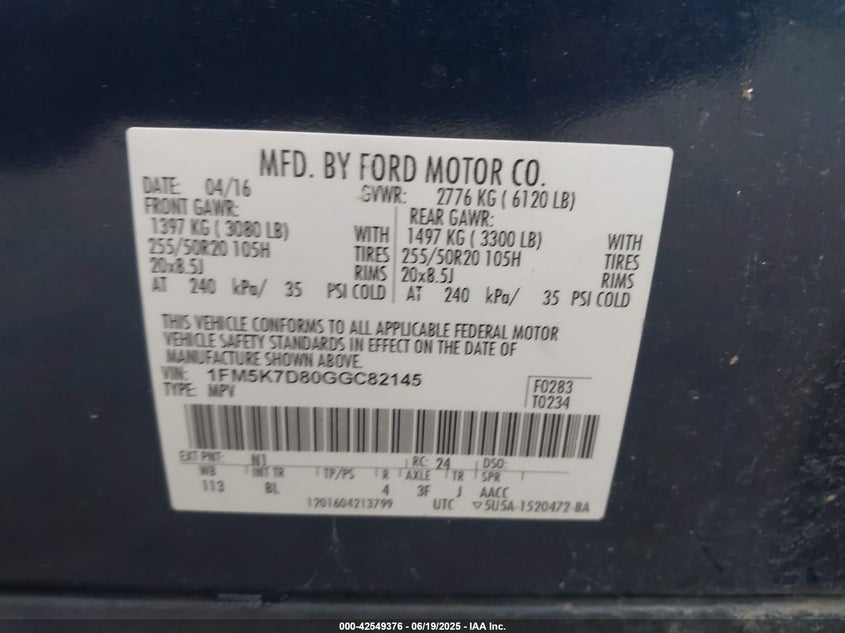 MFD. BY FORD MOTOR CO.
DATE: 04/16 GVWR: 2776 KG ( 6120 LB)
FRONT GAWR: REAR GAWR:
1397 KG ( 3080 LB) WITH 1497 KG ( 3300 LB) WITH
255/50R20 105H TIRES 255/50R20 105H TIRES
20x8.5J RIMS 20x8.5J RIMS
AT 240 kPa/ 35 PSI COLD AT 240 kPa/ 35 PSI COLD
THIS VEHICLE CONFORMS TO ALL APPLICABLE FEDERAL MOTOR
VEHICLE SAFETY STANDARDS IN EFFECT ON THE DATE OF
MANUFACTURE SHOWN ABOVE.
VIN: 1FM5K7D80GGC82145 F0283
TYPE: MPV T0234
EXT PNT: N1 RC: 24 DSO:
WB INT TR TP/PS R AXLE TR SPR
113 BL 4 3F J AACC
1201604213799 UTC ▽5U5A-1520472-BA
000-42549376 - 06/19/2025 - IAA Inc.